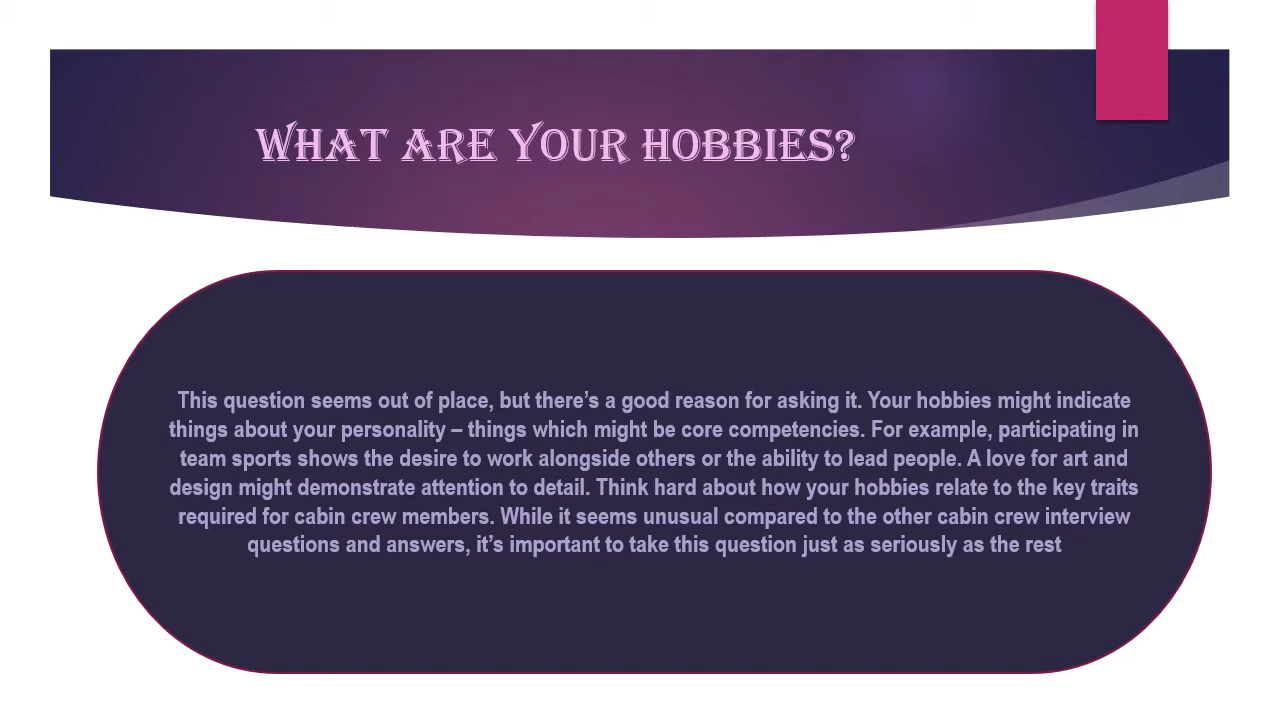 WHAT ARE YOUR HOBBIES?
This question seems out of place, but there’s a good reason for asking it. Your hobbies might indicate
things about your personality – things which might be core competencies. For example, participating in
team sports shows the desire to work alongside others or the ability to lead people. A love for art and
design might demonstrate attention to detail. Think hard about how your hobbies relate to the key traits
required for cabin crew members. While it seems unusual compared to the other cabin crew interview
questions and answers, it’s important to take this question just as seriously as the rest